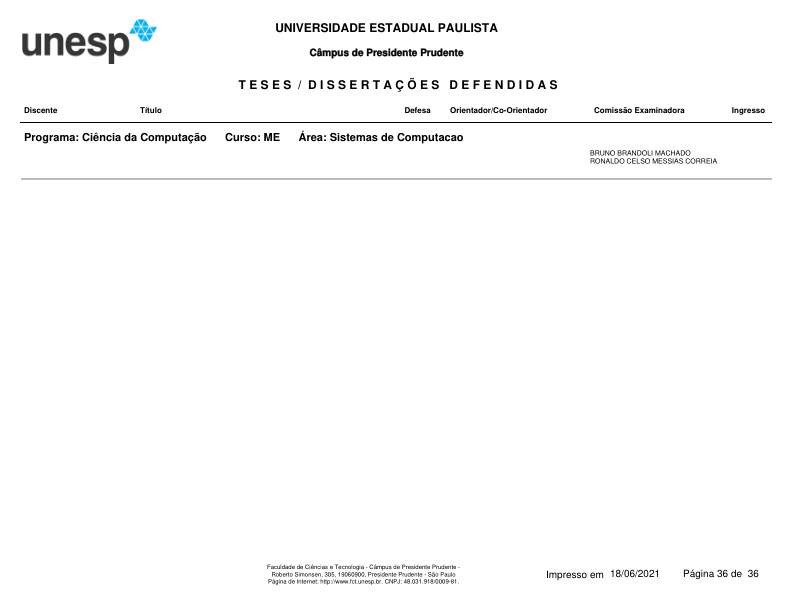 unesp
UNIVERSIDADE ESTADUAL PAULISTA
Câmpus de Presidente Prudente
TESES / DISSERTAÇÕES DEFENDIDAS
Discente Título Defesa Orientador/Co-Orientador Comissão Examinadora Ingresso
Programa: Ciência da Computação Curso: ME Área: Sistemas de Computacao
BRUNO BRANDOLI MACHADO
RONALDO CELSO MESSIAS CORREIA
Faculdade de Ciências e Tecnologia - Câmpus de Presidente Prudente -
Roberto Simonsen, 305, 19060900, Presidente Prudente - São Paulo
Página de Internet: http://www.fct.unesp.br. CNPJ: 48.031.918/0009-81.
Impresso em 18/06/2021 Página 36 de 36